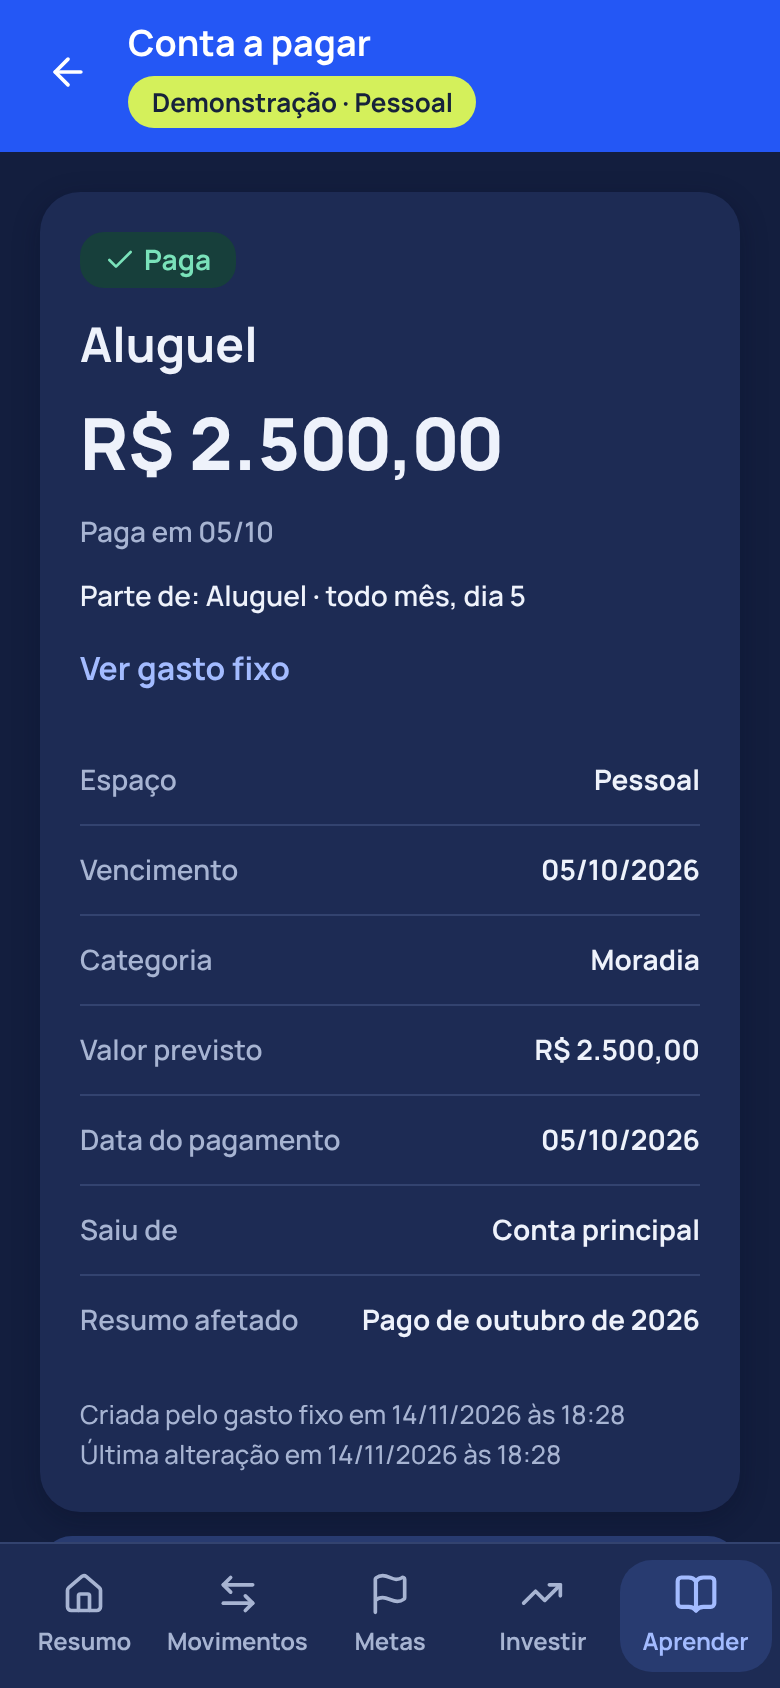 Conta a pagar
Demonstração · Pessoal
Paga
Aluguel
R$ 2.500,00
Paga em 05/10
Parte de: Aluguel · todo mês, dia 5
Ver gasto fixo
Espaço Pessoal
Vencimento 05/10/2026
Categoria Moradia
Valor previsto R$ 2.500,00
Data do pagamento 05/10/2026
Saiu de Conta principal
Resumo afetado Pago de outubro de 2026
Criada pelo gasto fixo em 14/11/2026 às 18:28
Última alteração em 14/11/2026 às 18:28
Resumo Movimentos Metas Investir Aprender